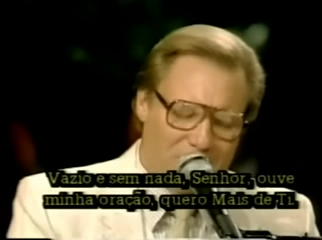 Vazio e sem nada, Senhor, ouve
minha oração, quero Mais de Ti.